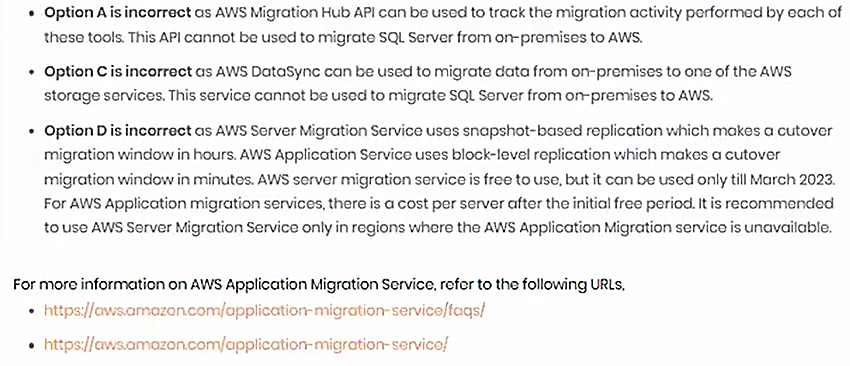 • Option A is incorrect as AWS Migration Hub API can be used to track the migration activity performed by each of
these tools. This API cannot be used to migrate SQL Server from on-premises to AWS.
• Option C is incorrect as AWS DataSync can be used to migrate data from on-premises to one of the AWS
storage services. This service cannot be used to migrate SQL Server from on-premises to AWS.
• Option D is incorrect as AWS Server Migration Service uses snapshot-based replication which makes a cutover
migration window in hours. AWS Application Service uses block-level replication which makes a cutover
migration window in minutes. AWS server migration service is free to use, but it can be used only till March 2023.
For AWS Application migration services, there is a cost per server after the initial free period. It is recommended
to use AWS Server Migration Service only in regions where the AWS Application Migration service is unavailable.
For more information on AWS Application Migration Service, refer to the following URLs,
• https://aws.amazon.com/application-migration-service/faqs/
• https://aws.amazon.com/application-migration-service/